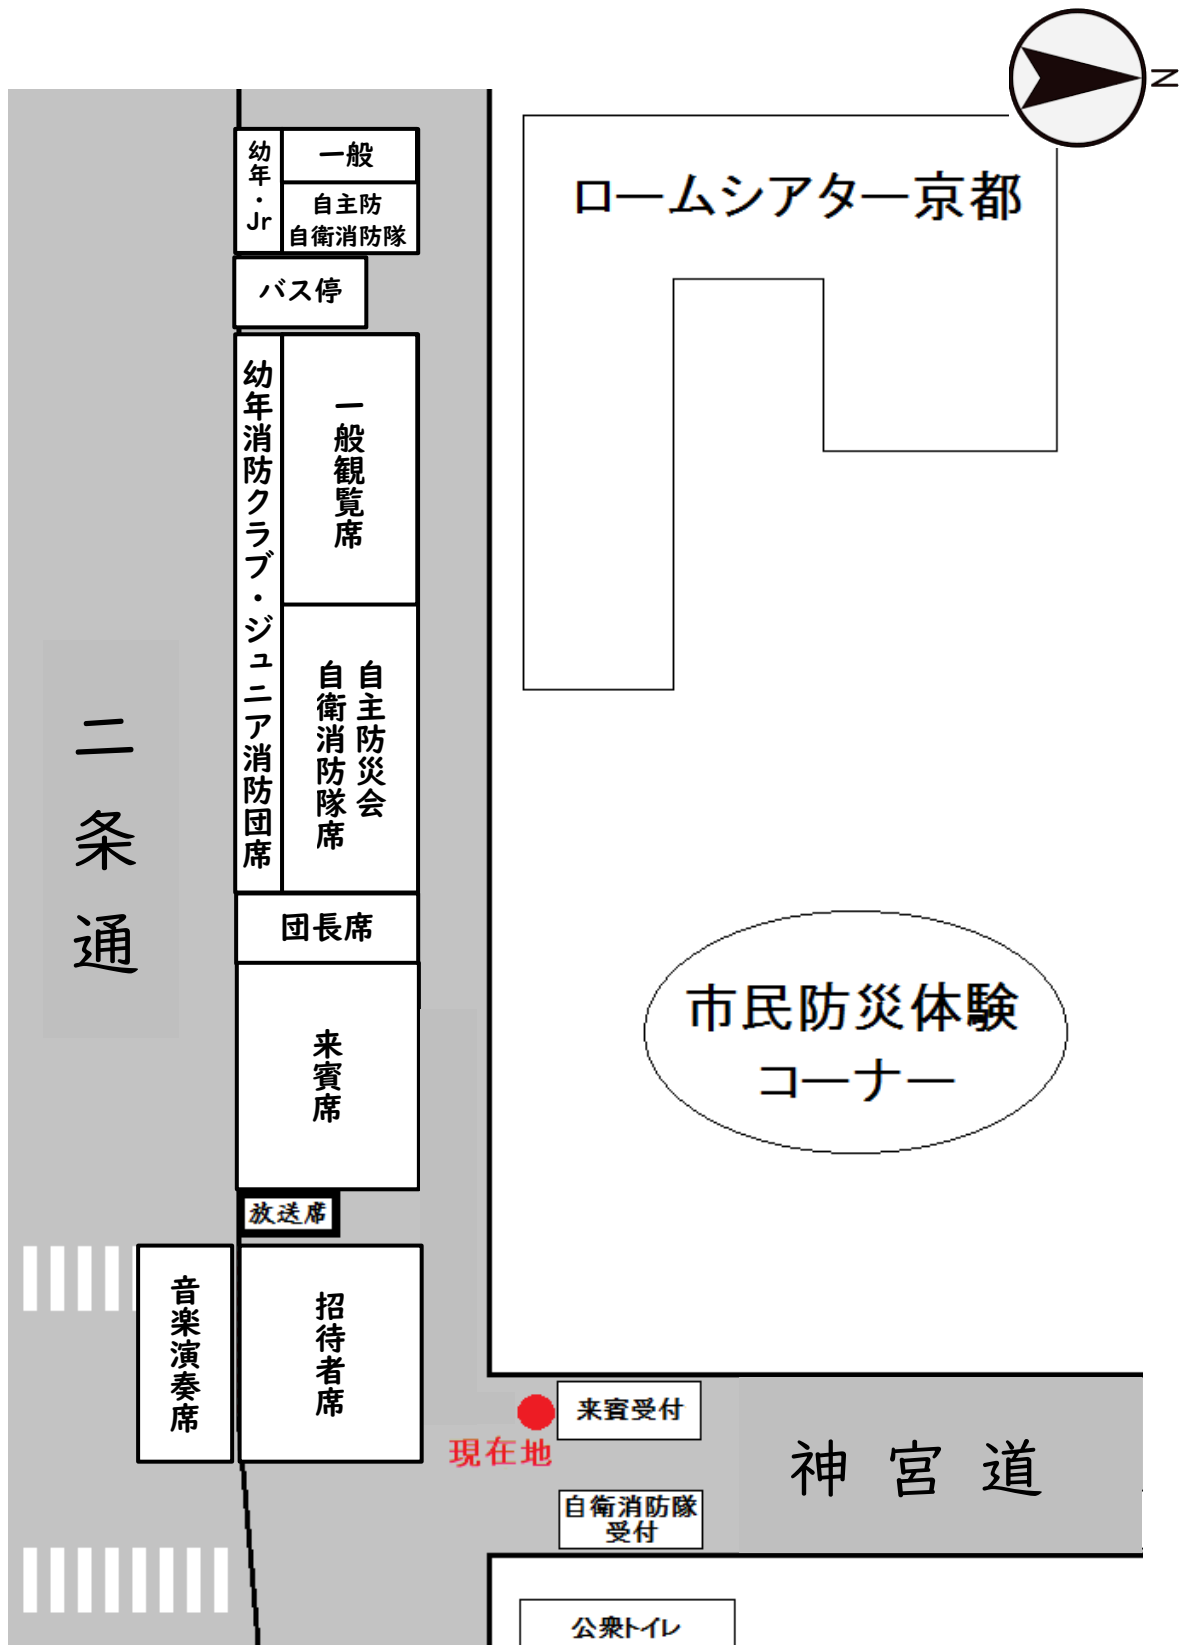 N
ロームシアター京都
幼年・Jr
一般
自主防
自衛消防隊
バス停
幼年消防クラブ・ジュニア消防団席
一般観覧席
自主防災会
自衛消防隊席
二条通
団長席
市民防災体験
コーナー
来賓席
放送席
音楽演奏席
招待者席
来賓受付
現在地
神宮道
自衛消防隊
受付
公衆トイレ